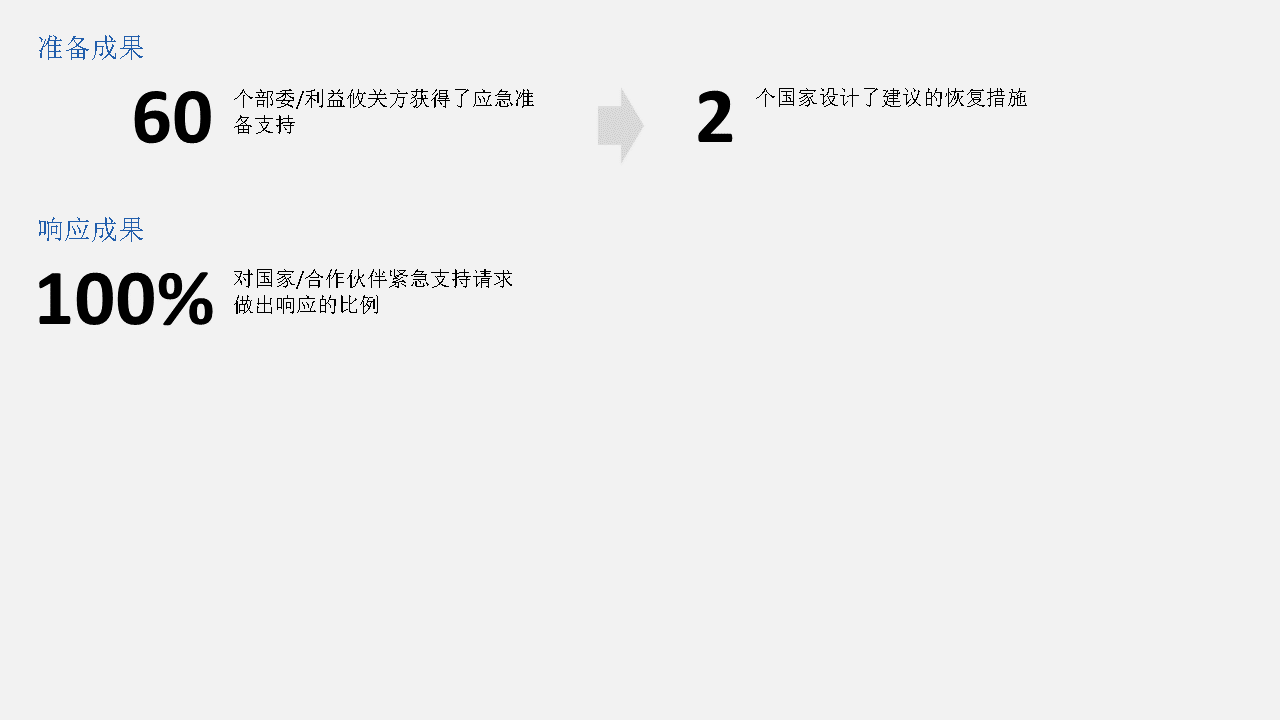 准备成果
60
个部委/利益攸关方获得了应急准
备支持
2
个国家设计了建议的恢复措施
响应成果
100%
对国家/合作伙伴紧急支持请求
做出响应的比例